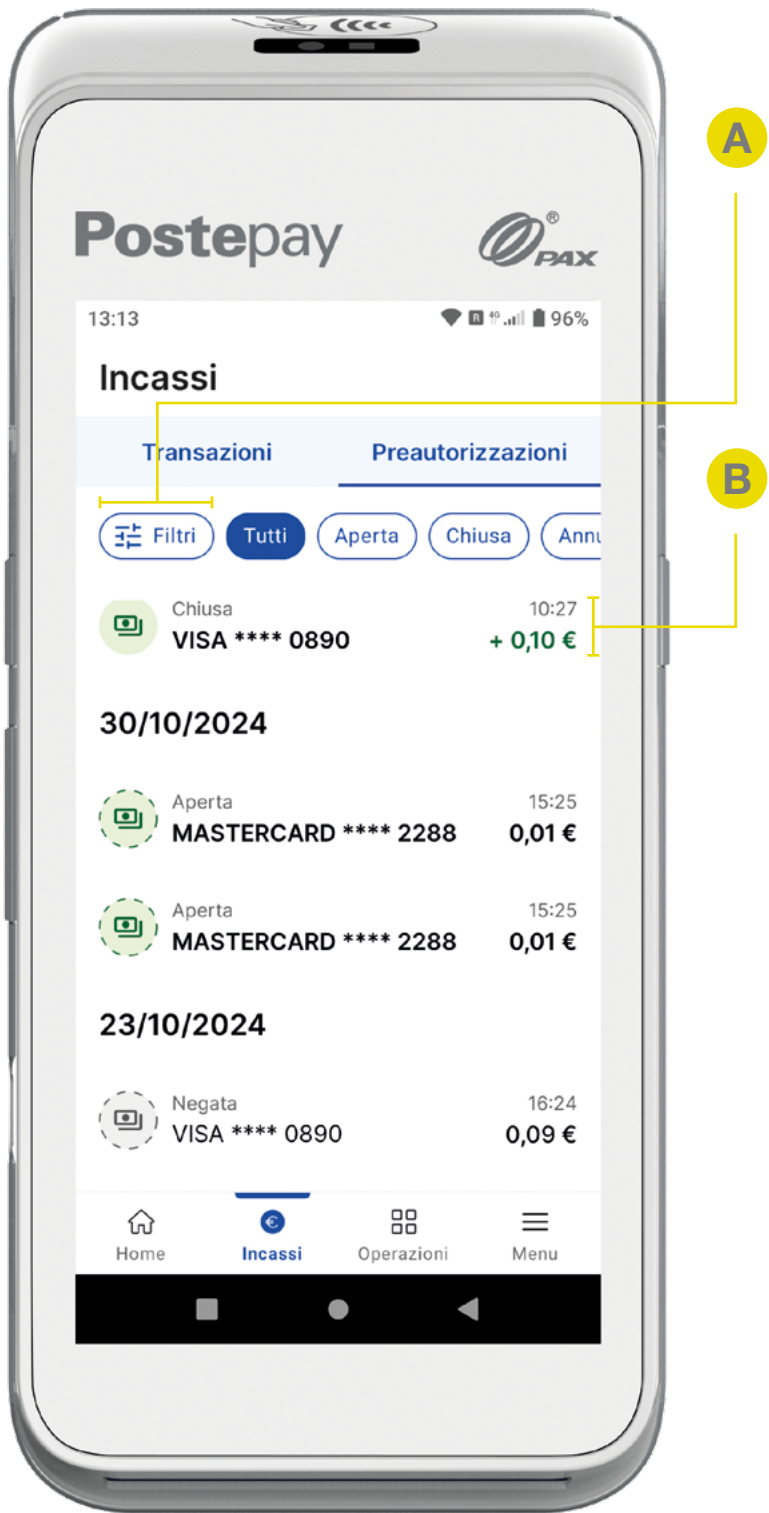 A
Postepay
PAX®
13:13 R 4G 96%
Incassi
Transazioni Preautorizzazioni
B
Filtri Tutti Aperta Chiusa Annu
Chiusa 10:27
VISA **** 0890 + 0,10 €
30/10/2024
Aperta 15:25
MASTERCARD **** 2288 0,01 €
Aperta 15:25
MASTERCARD **** 2288 0,01 €
23/10/2024
Negata 16:24
VISA **** 0890 0,09 €
Home Incassi Operazioni Menu